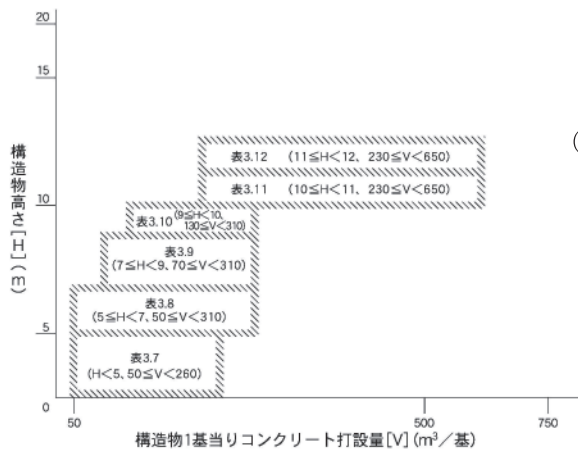 20
15
10
5
0
構造物高さ[H](m)
表3.12 (11≦H<12、230≦V<650)
表3.11 (10≦H<11、230≦V<650)
表3.10 (9≦H<10、
130≦V<310)
表3.9
(7≦H<9、70≦V<310)
表3.8
(5≦H<7、50≦V<310)
表3.7
(H<5、50≦V<260)
50
500
750
構造物1基当りコンクリート打設量[V](m³/基)
(